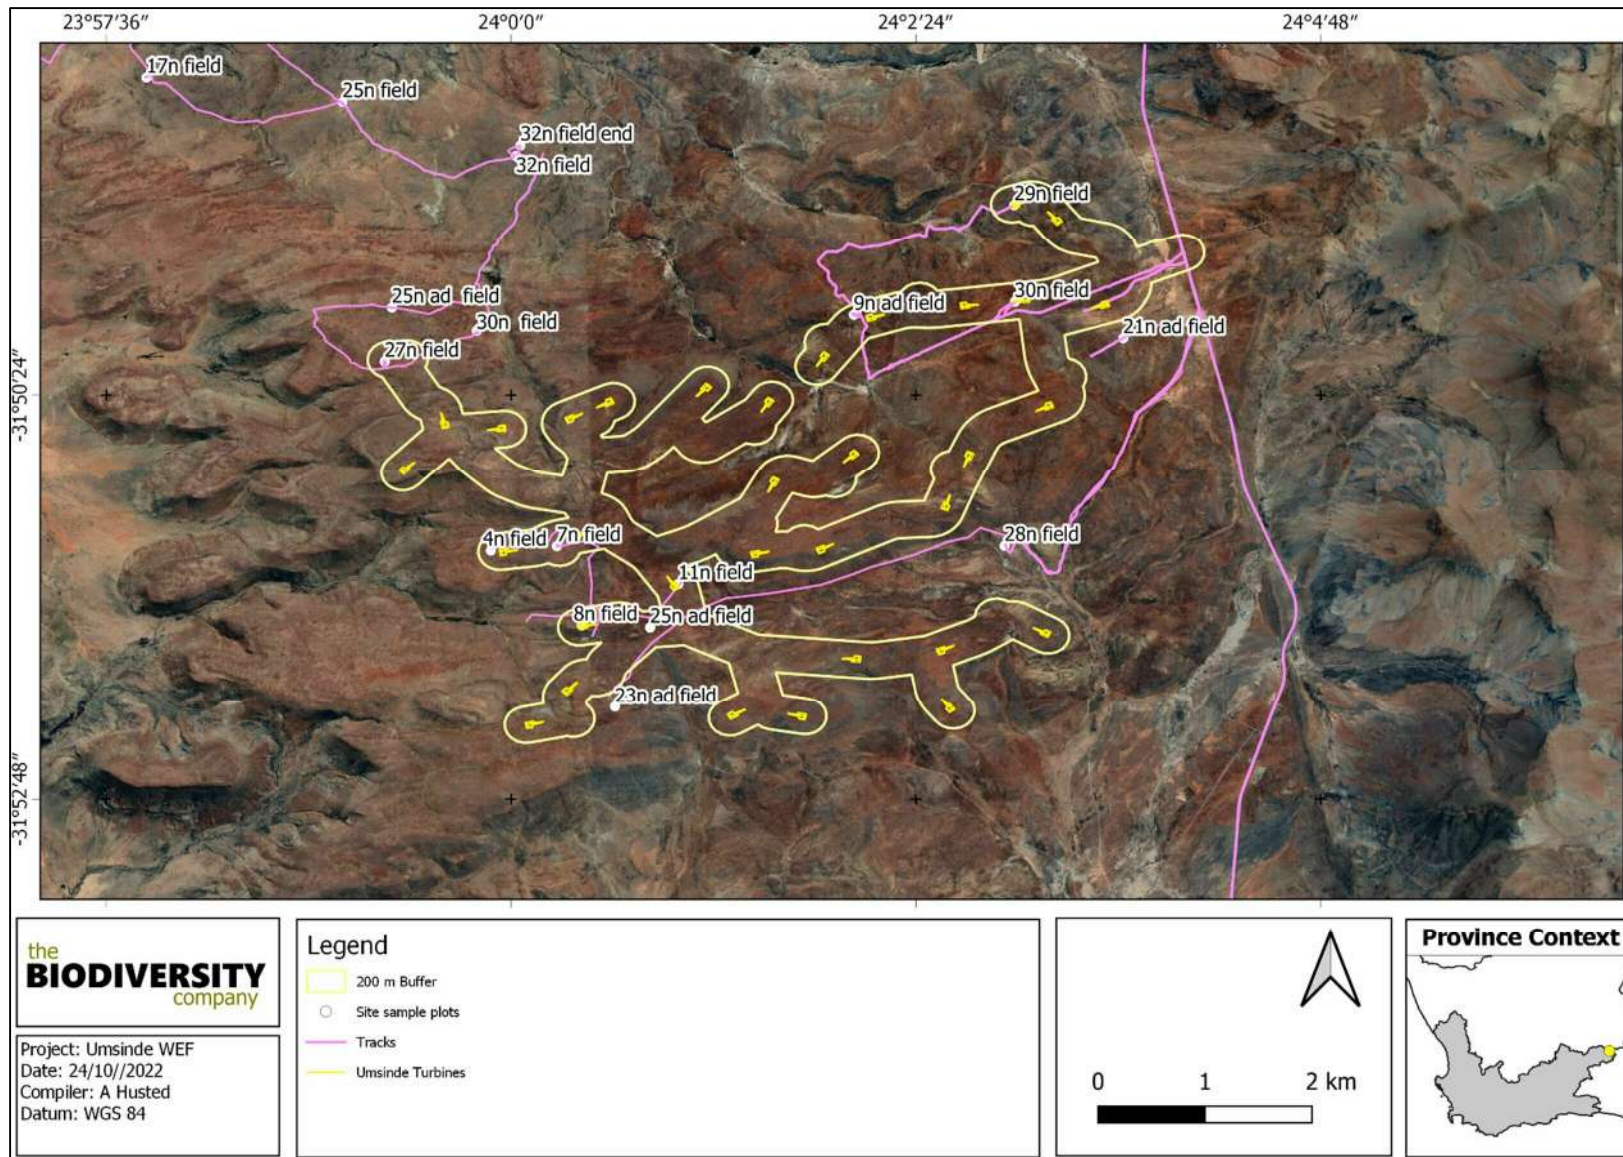 23°57'36"
24°0'0"
24°2'24"
24°4'48"
17n field
25n field
32n field end
32n field
29n field
25n ad  field
30n  field
9n ad field
30n field
21n ad field
27n field
-31°50'24"
4n field
7n field
28n field
11n field
8n field
25n ad field
23n ad field
-31°52'48"
the
BIODIVERSITY
company
Project: Umsinde WEF
Date: 24/10//2022
Compiler: A Husted
Datum: WGS 84
Legend
200 m Buffer
Site sample plots
Tracks
Umsinde Turbines
0 1 2 km
Province Context